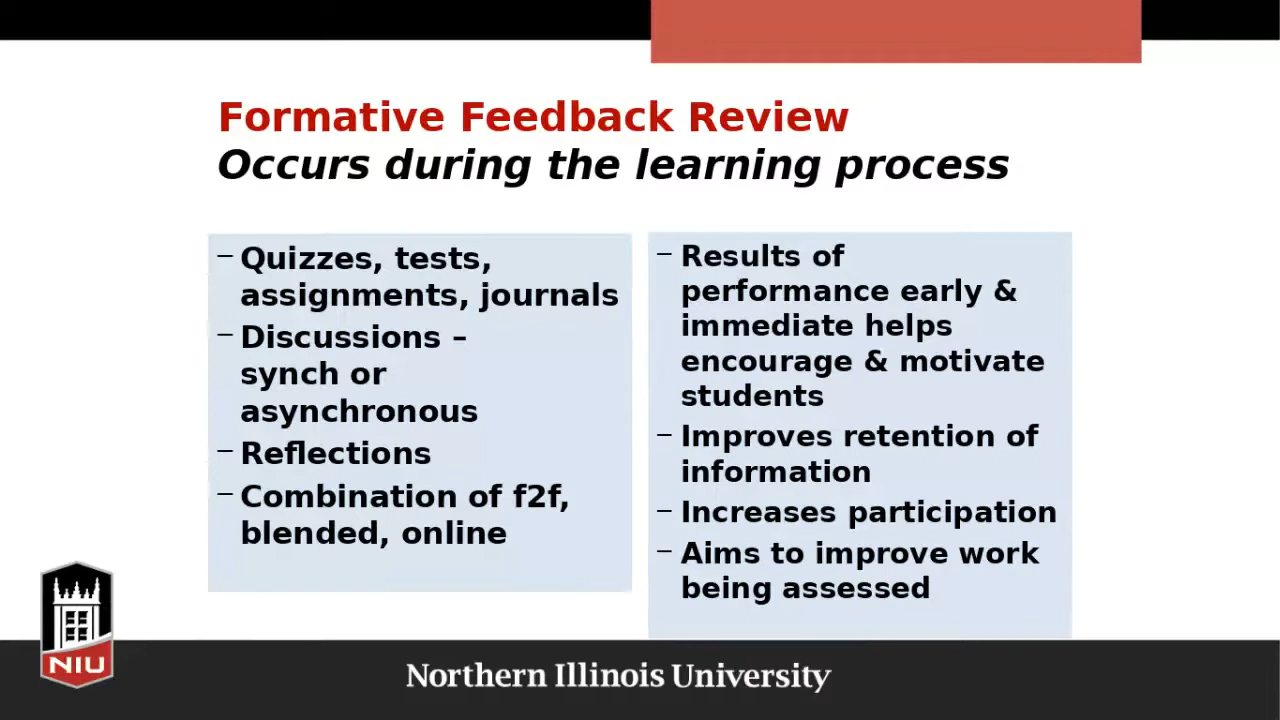 Formative Feedback Review
Occurs during the learning process
– Quizzes, tests,
assignments, journals
– Discussions –
synch or
asynchronous
– Reflections
– Combination of f2f,
blended, online
– Results of
performance early &
immediate helps
encourage & motivate
students
– Improves retention of
information
– Increases participation
– Aims to improve work
being assessed
NIU
Northern Illinois University